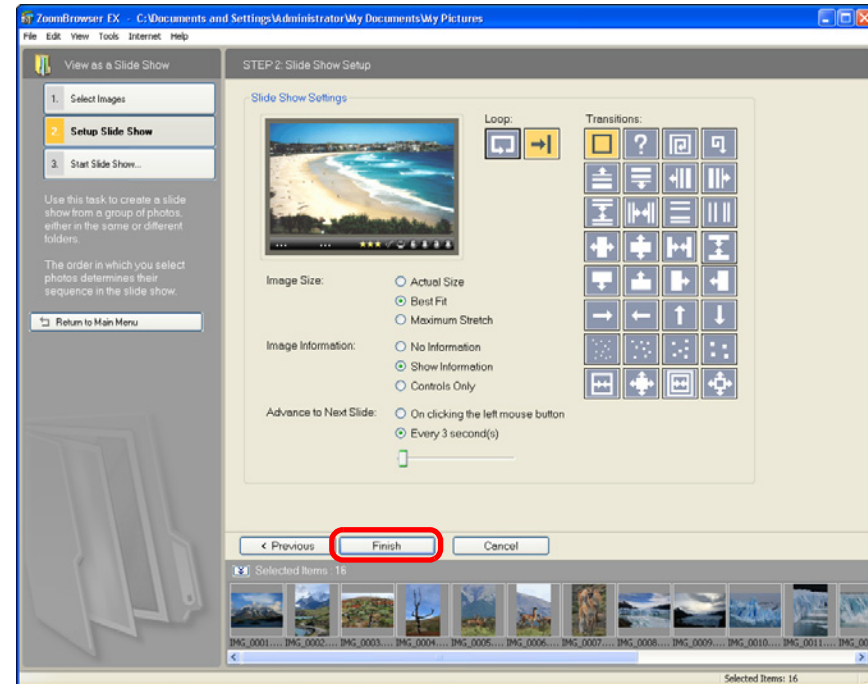 ZoomBrowser EX - C:\Documents and Settings\Administrator\My Documents\My Pictures
File Edit View Tools Internet Help
View as a Slide Show
1. Select Images
2. Setup Slide Show
3. Start Slide Show...
Use this task to create a slide
show from a group of photos,
either in the same or different
folders.
The order in which you select
photos determines their
sequence in the slide show.
Return to Main Menu
STEP 2: Slide Show Setup
Slide Show Settings
Loop:
Transitions:
?
Image Size:
Actual Size
Best Fit
Maximum Stretch
Image Information:
No Information
Show Information
Controls Only
Advance to Next Slide:
On clicking the left mouse button
Every 3 second(s)
< Previous
Finish
Cancel
Selected Items : 16
IMG_0001.... IMG_0002.... IMG_0003.... IMG_0004.... IMG_0005.... IMG_0006.... IMG_0007.... IMG_0008.... IMG_0009.... IMG_0010.... IMG_0011.... IMG_00
Selected Items: 16